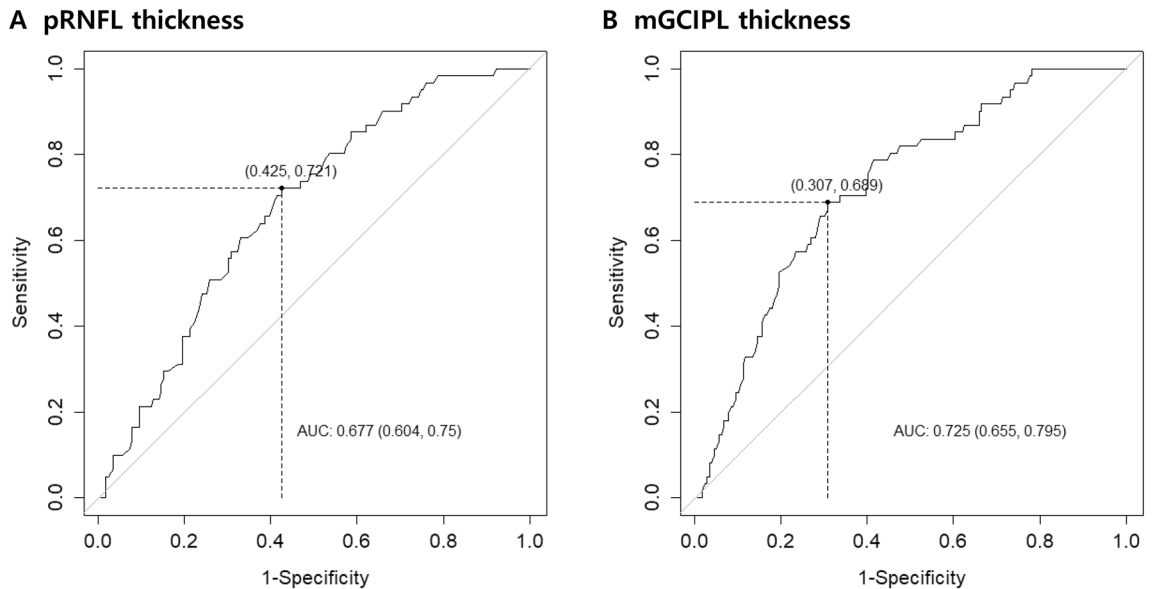 A pRNFL thickness
1.0
0.8
0.6
0.4
0.2
0.0
Sensitivity
(0.425, 0.721)
AUC: 0.677 (0.604, 0.75)
0.0 0.2 0.4 0.6 0.8 1.0
1-Specificity
B mGCIPL thickness
1.0
0.8
0.6
0.4
0.2
0.0
Sensitivity
(0.307, 0.689)
AUC: 0.725 (0.655, 0.795)
0.0 0.2 0.4 0.6 0.8 1.0
1-Specificity